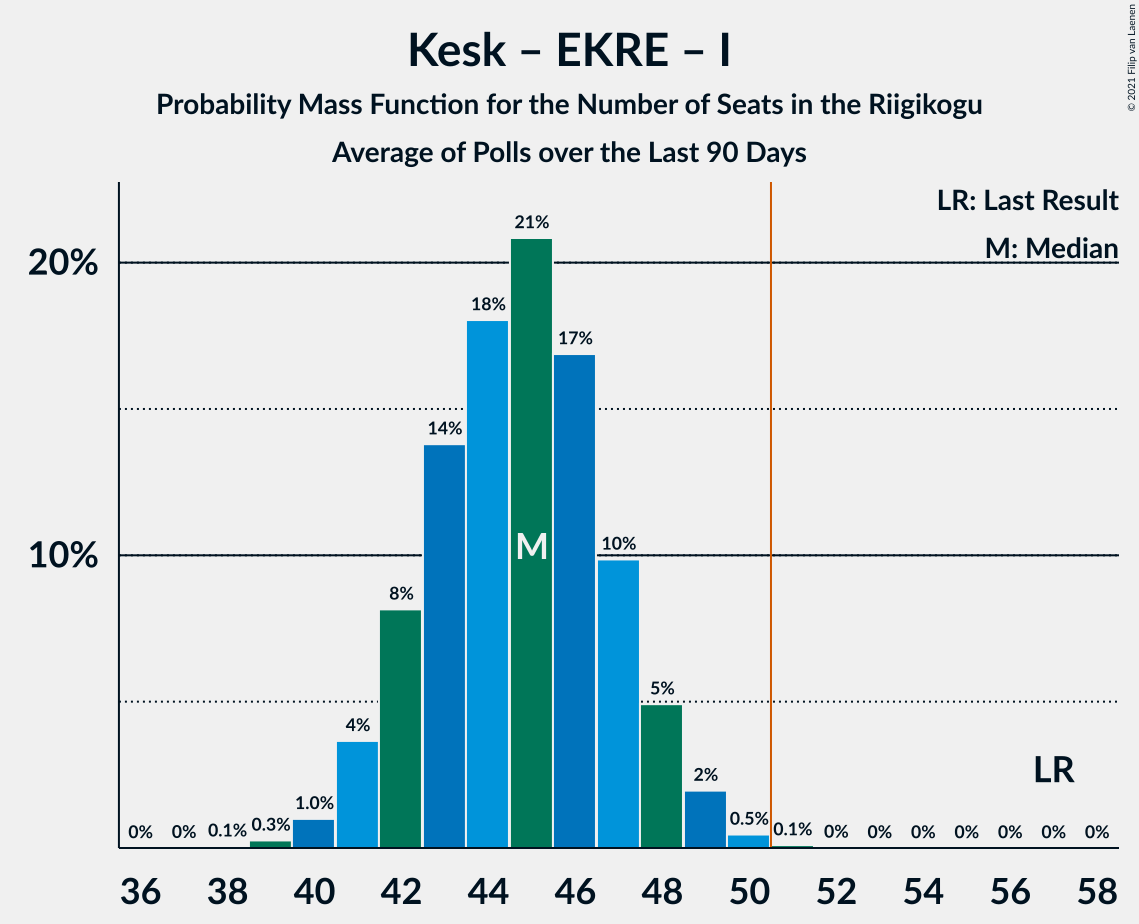 Kesk – EKRE – I
Probability Mass Function for the Number of Seats in the Riigikogu
Average of Polls over the Last 90 Days
© 2021 Filip van Laenen
LR: Last Result
M: Median
20%
10%
0%
0%
0.1%
0.3%
1.0%
4%
8%
14%
18%
21%
17%
10%
5%
2%
0.5%
0.1%
0%
0%
0%
0%
0%
0%
0%
M
LR
36 38 40 42 44 46 48 50 52 54 56 58